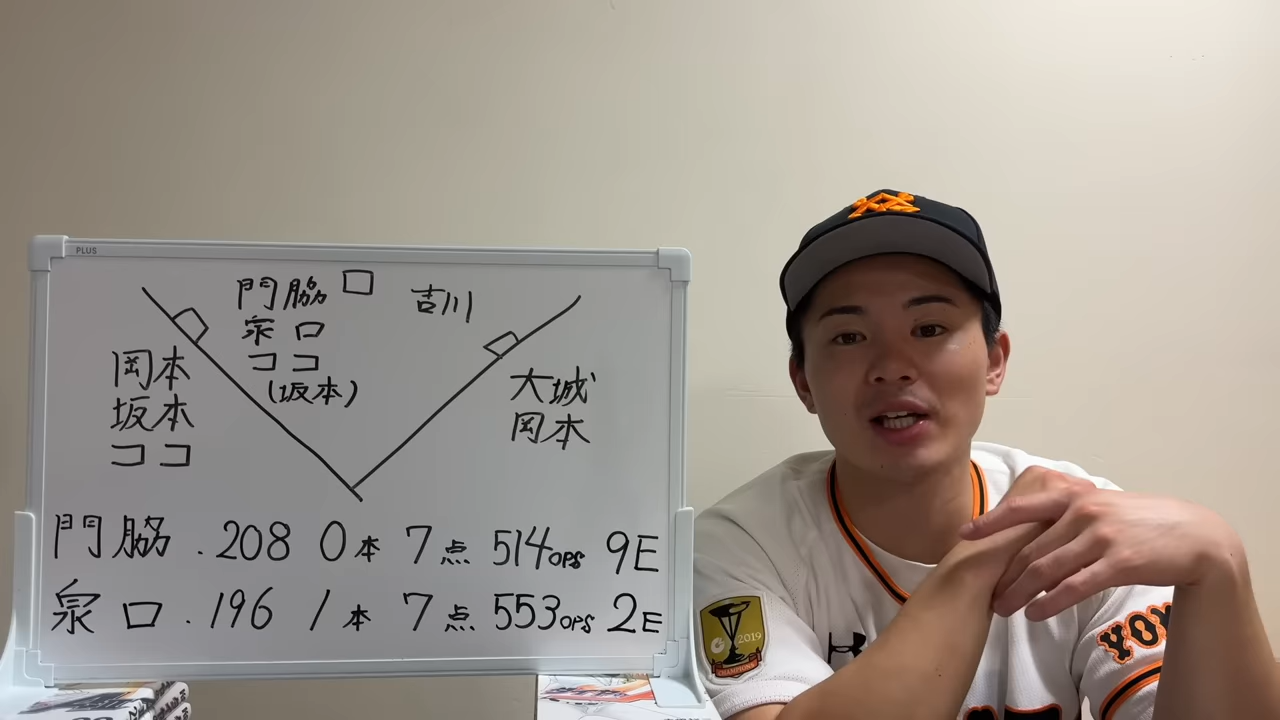 PLUS
門脇
泉口
ココ
(坂本)
吉川
岡本
坂本
ココ
大城
岡本
門脇 .208 0本 7点 514OPS 9E
泉口 .196 1本 7点 553OPS 2E
2019
CHAMPIONS
YO